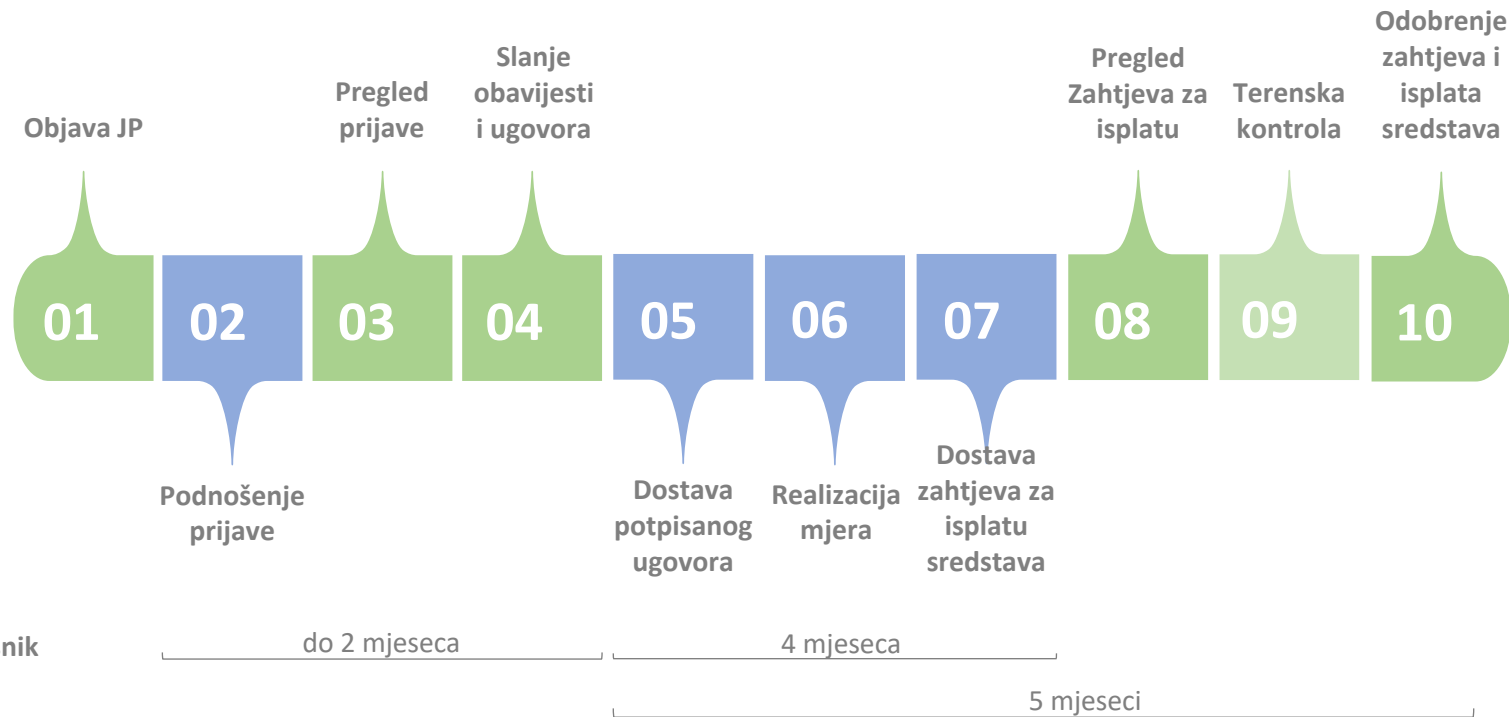 Objava JP
Pregled
prijave
Slanje
obavijesti
i ugovora
Pregled
Zahtjeva za
isplatu
Terenska
kontrola
Odobrenje
zahtjeva i
isplata
sredstava
01
02
03
04
05
06
07
08
09
10
Podnošenje
prijave
Dostava
potpisanog
ugovora
Realizacija
mjera
Dostava
zahtjeva za
isplatu
sredstava
nik
do 2 mjeseca
4 mjeseca
5 mjeseci